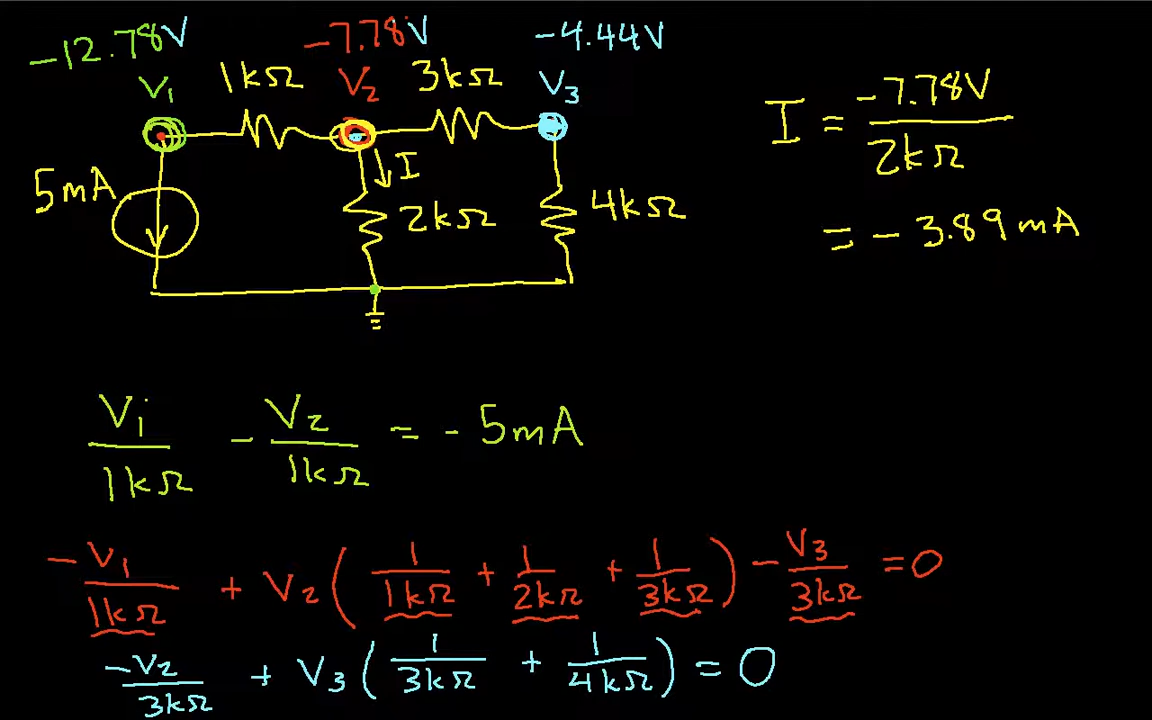 -12.78V
-7.78V
-4.44V
V₁
1kΩ
V₂
3kΩ
V₃
5mA
I
2kΩ
4kΩ
I = -7.78V / 2kΩ
= - 3.89 mA
V₁/1kΩ - V₂/1kΩ = - 5mA
-V₁/1kΩ + V₂ ( 1/1kΩ + 1/2kΩ + 1/3kΩ ) - V₃/3kΩ = 0
-V₂/3kΩ + V₃ ( 1/3kΩ + 1/4kΩ ) = 0